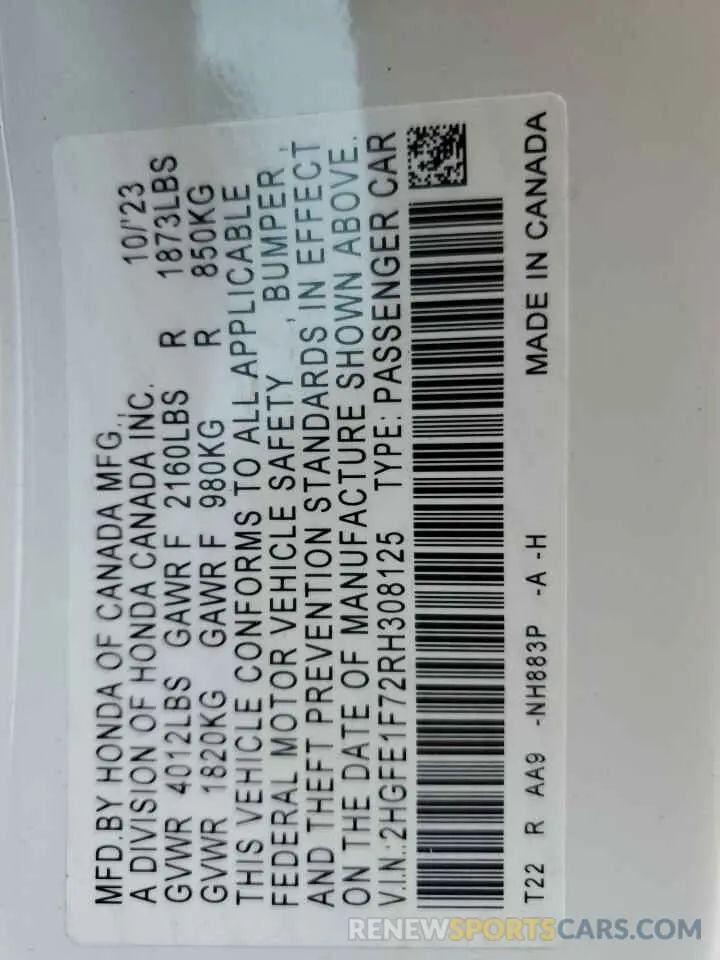 MFD.BY HONDA OF CANADA MFG.,
A DIVISION OF HONDA CANADA INC. 10/'23
GVWR 4012LBS GAWR F 2160LBS R 1873LBS
GVWR 1820KG GAWR F 980KG R 850KG
THIS VEHICLE CONFORMS TO ALL APPLICABLE
FEDERAL MOTOR VEHICLE SAFETY , BUMPER ,
AND THEFT PREVENTION STANDARDS IN EFFECT
ON THE DATE OF MANUFACTURE SHOWN ABOVE.
V.I.N.:2HGFE1F72RH308125 TYPE: PASSENGER CAR
T22 R AA9 -NH883P -A -H MADE IN CANADA
RENEWSPORTSCARS.COM